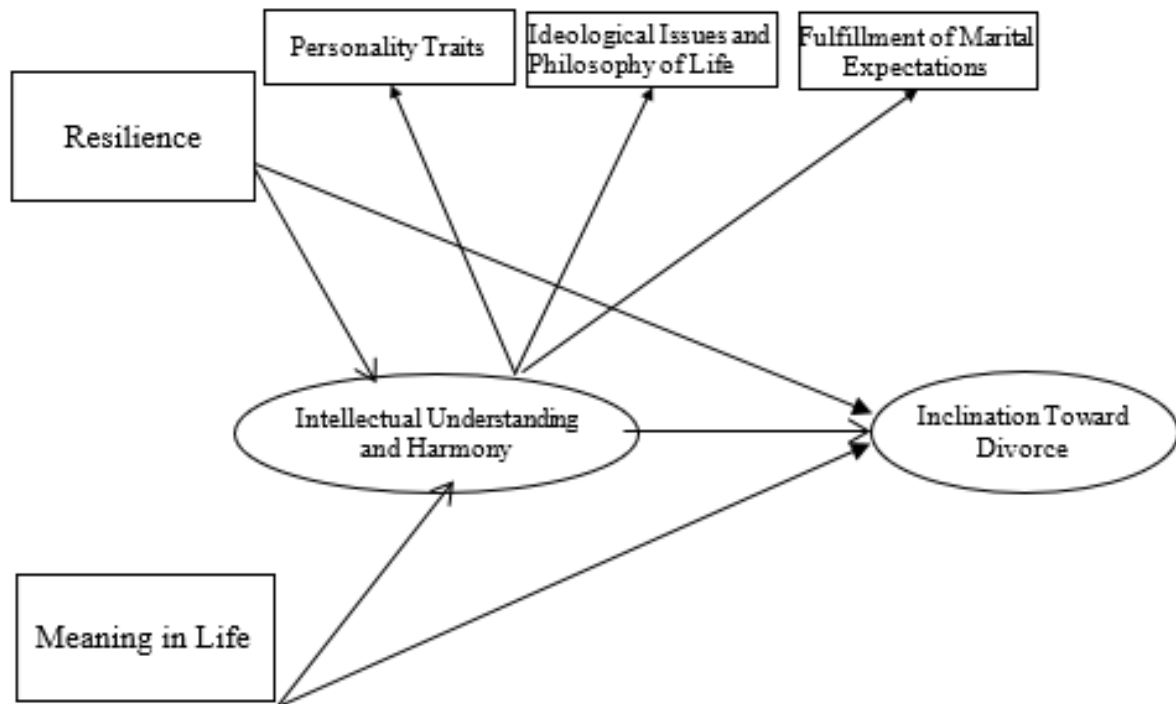 Personality Traits
Ideological Issues and
Philosophy of Life
Fulfillment of Marital
Expectations
Resilience
Intellectual Understanding
and Harmony
Inclination Toward
Divorce
Meaning in Life